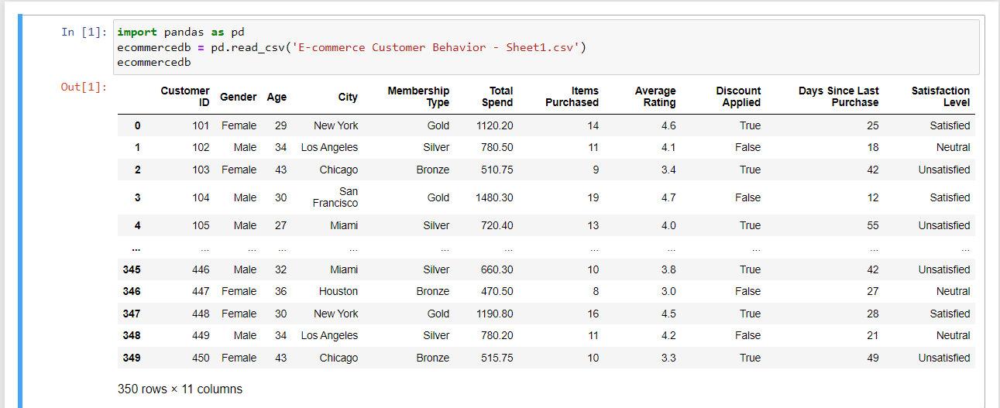 In [1]: import pandas as pd
ecommercedb = pd.read_csv('E-commerce Customer Behavior - Sheet1.csv')
ecommercedb
Out[1]:
Customer ID Gender Age City Membership Type Total Spend Items Purchased Average Rating Discount Applied Days Since Last Purchase Satisfaction Level
0 101 Female 29 New York Gold 1120.20 14 4.6 True 25 Satisfied
1 102 Male 34 Los Angeles Silver 780.50 11 4.1 False 18 Neutral
2 103 Female 43 Chicago Bronze 510.75 9 3.4 True 42 Unsatisfied
3 104 Male 30 San Francisco Gold 1480.30 19 4.7 False 12 Satisfied
4 105 Male 27 Miami Silver 720.40 13 4.0 True 55 Unsatisfied
... ... ... ... ... ... ... ... ... ... ... ...
345 446 Male 32 Miami Silver 660.30 10 3.8 True 42 Unsatisfied
346 447 Female 36 Houston Bronze 470.50 8 3.0 False 27 Neutral
347 448 Female 30 New York Gold 1190.80 16 4.5 True 28 Satisfied
348 449 Male 34 Los Angeles Silver 780.20 11 4.2 False 21 Neutral
349 450 Female 43 Chicago Bronze 515.75 10 3.3 True 49 Unsatisfied
350 rows × 11 columns